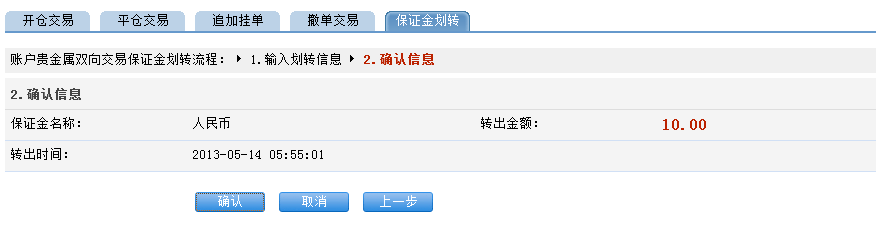 开仓交易 平仓交易 追加挂单 撤单交易 保证金划转
账户贵金属双向交易保证金划转流程： 1.输入划转信息 2.确认信息
2.确认信息
保证金名称： 人民币 转出金额： 10.00
转出时间： 2013-05-14 05:55:01
确认 取消 上一步